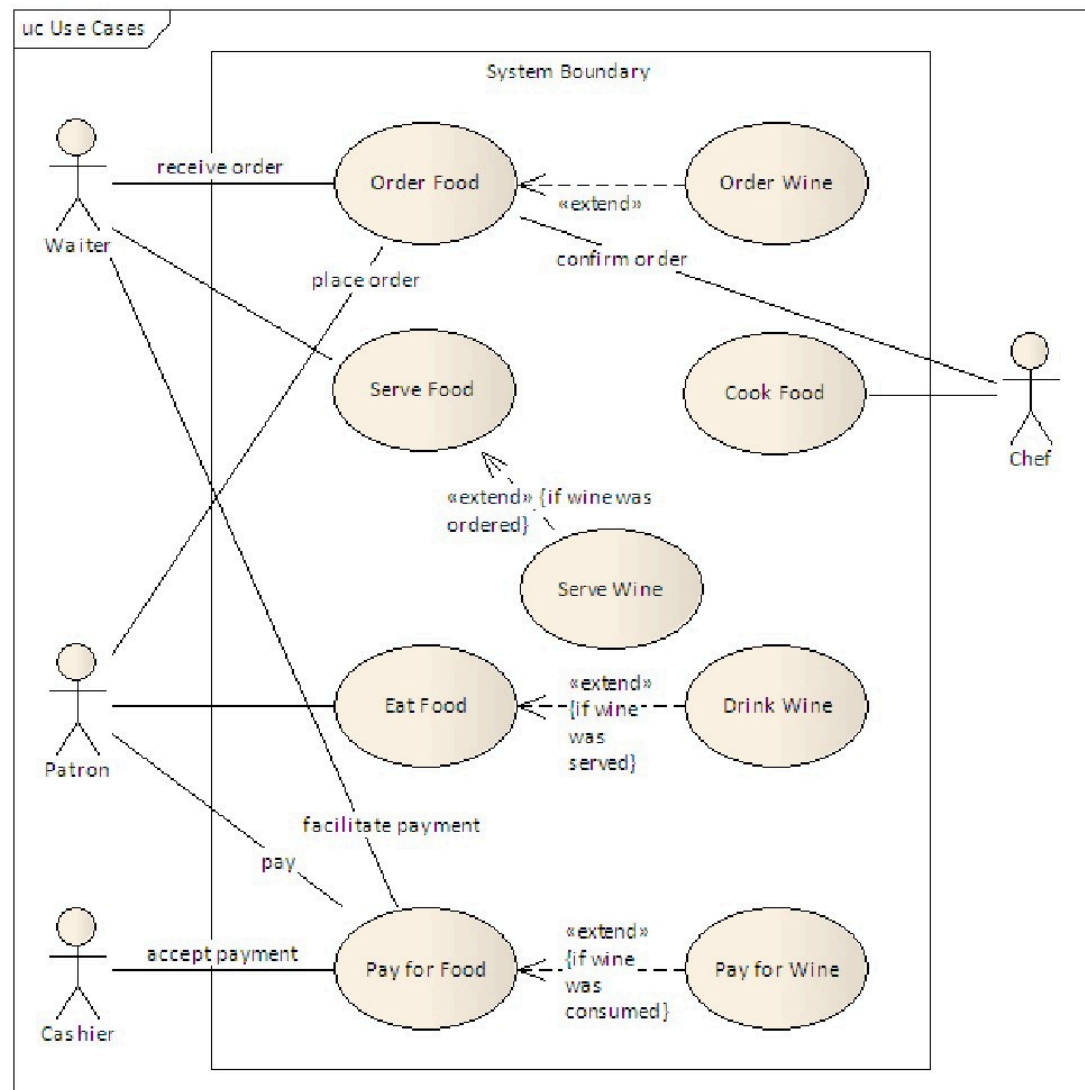 uc Use Cases
System Boundary
receive order
Order Food
Order Wine
«extend»
Waiter
confirm order
place order
Serve Food
Cook Food
Chef
«extend» {if wine was
ordered}
Serve Wine
Eat Food
«extend»
{if wine
was
served}
Drink Wine
Patron
facilitate payment
pay
accept payment
Pay for Food
«extend»
{if wine
was
consumed}
Pay for Wine
Cashier